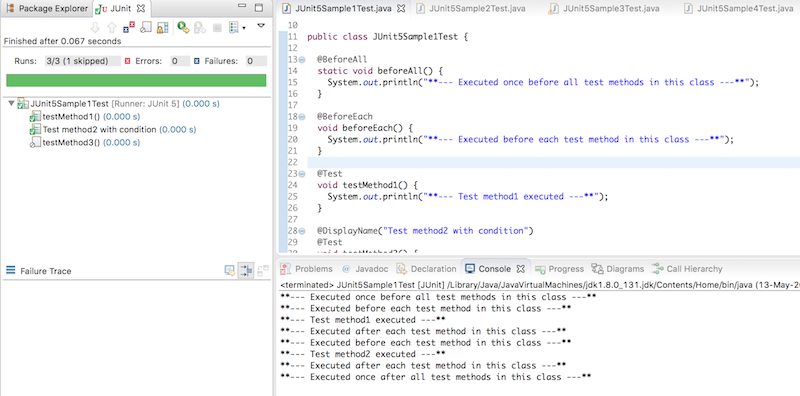 Package Explorer JUnit
Finished after 0.067 seconds
Runs: 3/3 (1 skipped) Errors: 0 Failures: 0
JUnit5Sample1Test [Runner: JUnit 5] (0.000 s)
testMethod1() (0.000 s)
Test method2 with condition (0.000 s)
testMethod3() (0.000 s)
Failure Trace
JUnit5Sample1Test.java JUnit5Sample2Test.java JUnit5Sample3Test.java JUnit5Sample4Test.java
10
11 public class JUnit5Sample1Test {
12
13 @BeforeAll
14 static void beforeAll() {
15 System.out.println("**--- Executed once before all test methods in this class ---**");
16 }
17
18 @BeforeEach
19 void beforeEach() {
20 System.out.println("**--- Executed before each test method in this class ---**");
21 }
22
23 @Test
24 void testMethod1() {
25 System.out.println("**--- Test method1 executed ---**");
26 }
27
28 @DisplayName("Test method2 with condition")
29 @Test
Problems Javadoc Declaration Console Progress Diagrams Call Hierarchy
<terminated> JUnit5Sample1Test [JUnit] /Library/Java/JavaVirtualMachines/jdk1.8.0_131.jdk/Contents/Home/bin/java (13-May-20
**--- Executed once before all test methods in this class ---**
**--- Executed before each test method in this class ---**
**--- Test method1 executed ---**
**--- Executed after each test method in this class ---**
**--- Executed before each test method in this class ---**
**--- Test method2 executed ---**
**--- Executed after each test method in this class ---**
**--- Executed once after all test methods in this class ---**